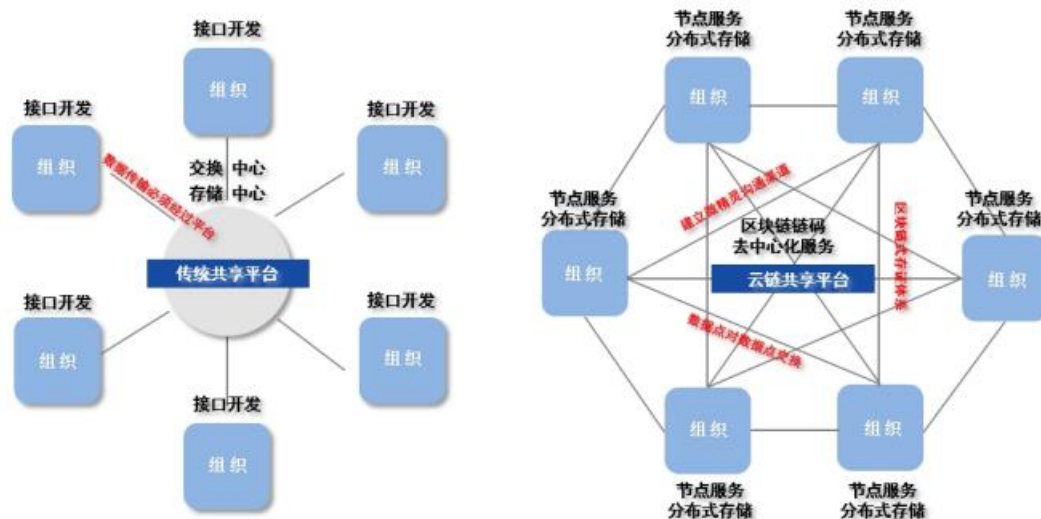 接口开发
组织
接口开发
组织
接口开发
组织
数据传输必须经过平台
交换 中心
存储 中心
传统共享平台
组织
接口开发
组织
接口开发
组织
节点服务
分布式存储
组织
节点服务
分布式存储
组织
节点服务
分布式存储
组织
建立微精灵沟通渠道
区块链链码
去中心化服务
云链共享平台
区块链式存证体系
数据点对数据点交换
节点服务
分布式存储
组织
组织
节点服务
分布式存储
组织
节点服务
分布式存储